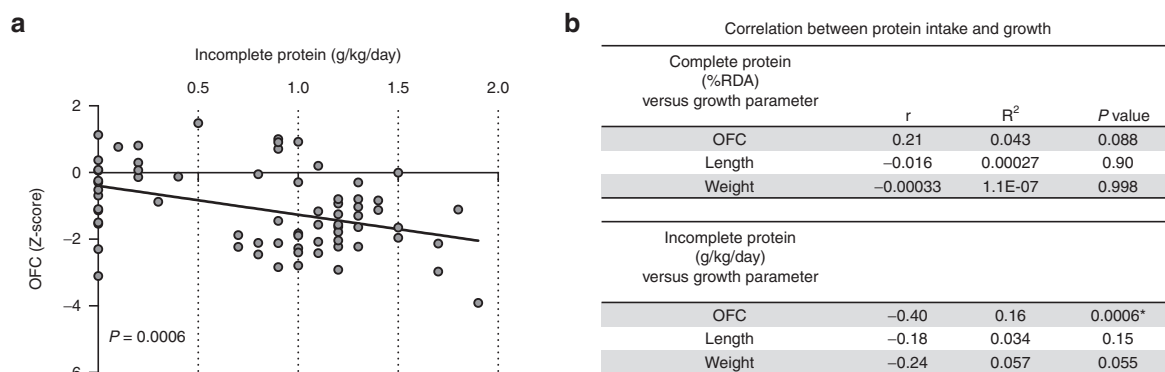 a
Incomplete protein (g/kg/day)
0.5 1.0 1.5 2.0
2
0
−2
−4
OFC (Z-score)
P = 0.0006
b
Correlation between protein intake and growth
Complete protein
(%RDA)
versus growth parameter
r R² P value
OFC 0.21 0.043 0.088
Length −0.016 0.00027 0.90
Weight −0.00033 1.1E-07 0.998
Incomplete protein
(g/kg/day)
versus growth parameter
OFC −0.40 0.16 0.0006*
Length −0.18 0.034 0.15
Weight −0.24 0.057 0.055